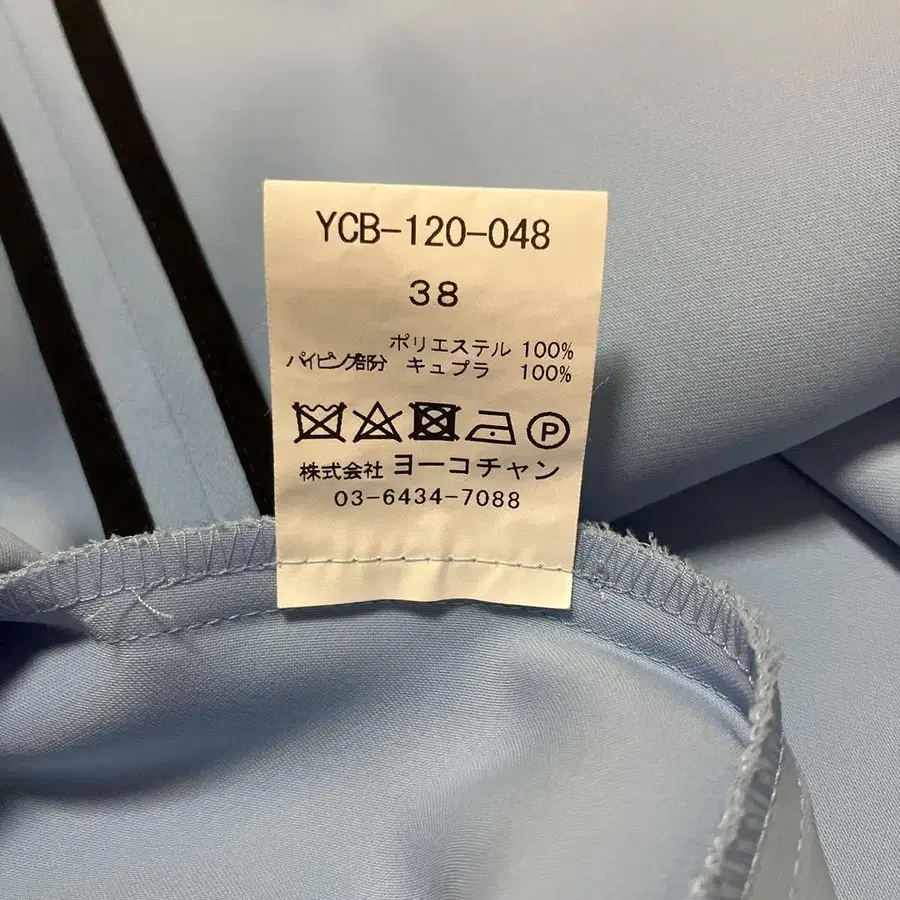 YCB-120-048
38
ポリエステル 100%
パイピング部分 キュプラ 100%
P
株式会社 ヨーコチャン
03-6434-7088